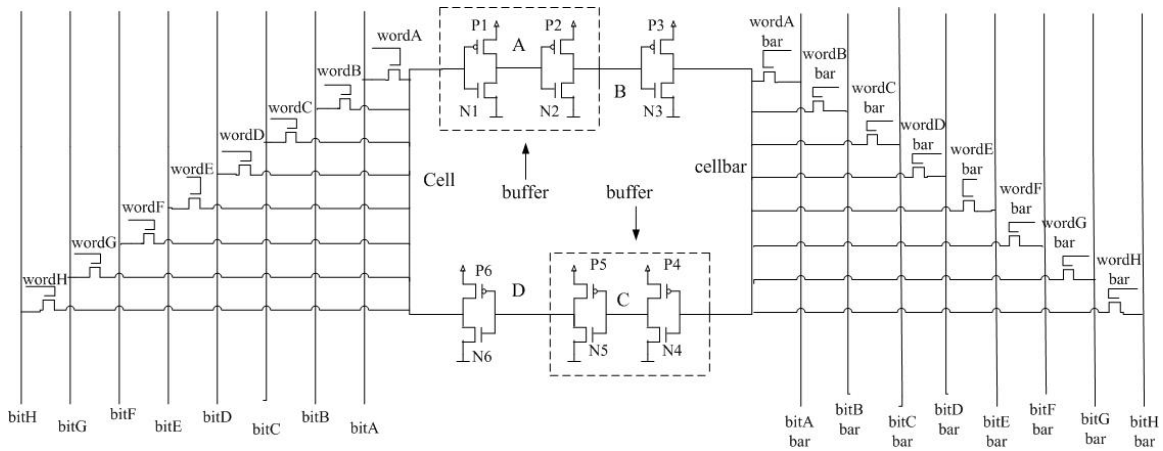 wordA
wordB
wordC
wordD
wordE
wordF
wordG
wordH
P1
A
P2
P3
N1
N2
B
N3
buffer
Cell
cellbar
buffer
P6
D
P5
C
P4
N6
N5
N4
wordA
bar
wordB
bar
wordC
bar
wordD
bar
wordE
bar
wordF
bar
wordG
bar
wordH
bar
bitH
bitG
bitF
bitE
bitD
bitC
bitB
bitA
bitA
bar
bitB
bar
bitC
bar
bitD
bar
bitE
bar
bitF
bar
bitG
bar
bitH
bar